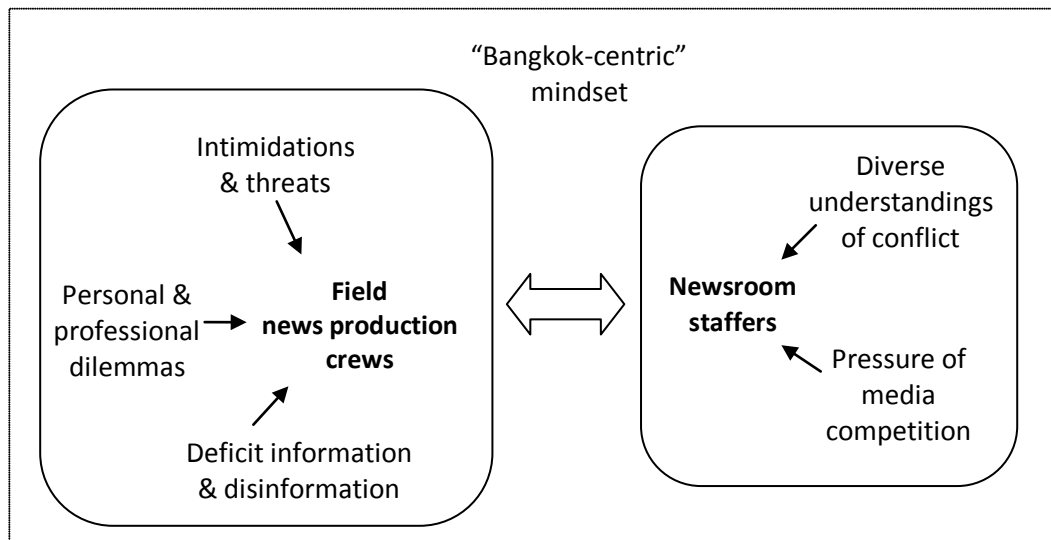 “Bangkok-centric”
mindset
Intimidations
& threats
Personal &
professional
dilemmas
Field
news production
crews
Deficit information
& disinformation
Diverse
understandings
of conflict
Newsroom
staffers
Pressure of
media
competition